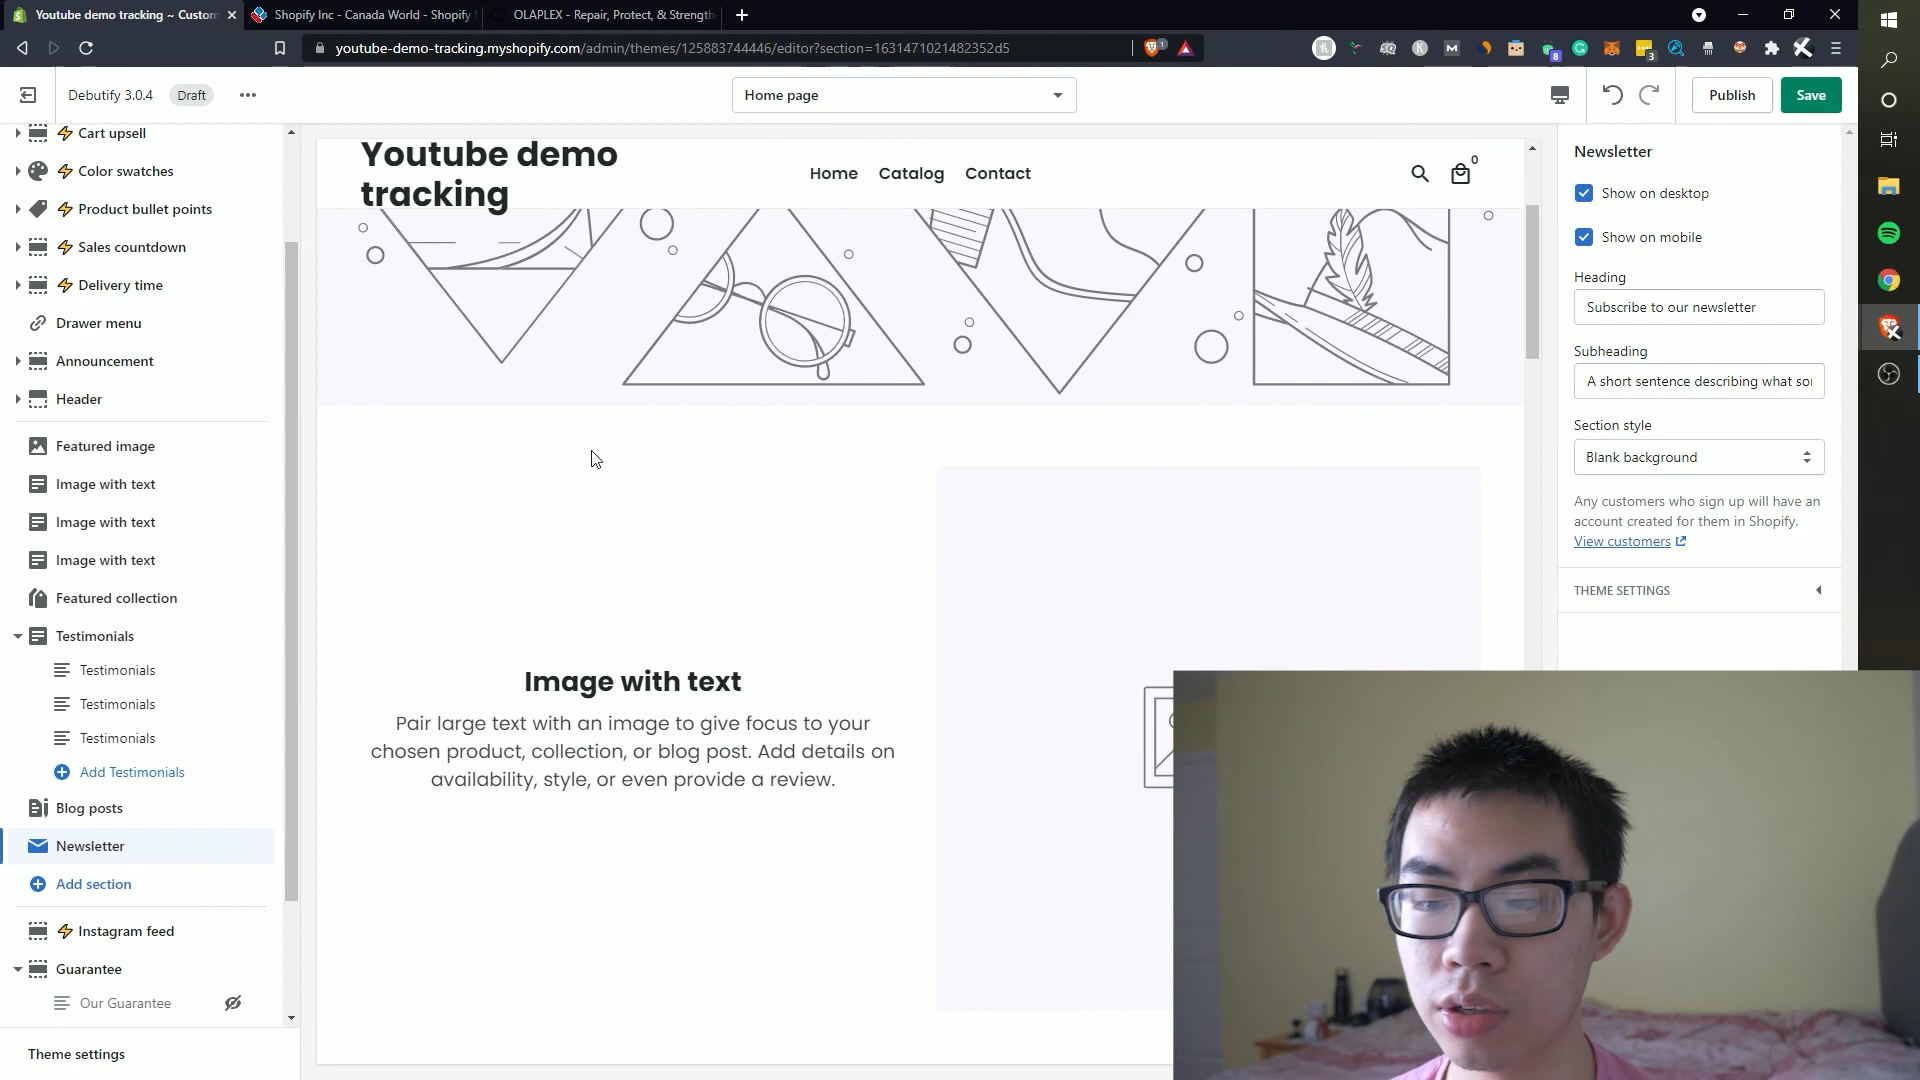 Youtube demo tracking ~ Custom
Shopify Inc - Canada World - Shopify
OLAPLEX - Repair, Protect, & Strength
youtube-demo-tracking.myshopify.com/admin/themes/125883744446/editor?section=1631471021482352d5
1
8
3
Debutify 3.0.4
Draft
Home page
Publish
Save
Cart upsell
Color swatches
Product bullet points
Sales countdown
Delivery time
Drawer menu
Announcement
Header
Featured image
Image with text
Image with text
Image with text
Featured collection
Testimonials
Testimonials
Testimonials
Testimonials
Add Testimonials
Blog posts
Newsletter
Add section
Instagram feed
Guarantee
Our Guarantee
Theme settings
Youtube demo
tracking
Home
Catalog
Contact
0
Image with text
Pair large text with an image to give focus to your
chosen product, collection, or blog post. Add details on
availability, style, or even provide a review.
Newsletter
Show on desktop
Show on mobile
Heading
Subscribe to our newsletter
Subheading
A short sentence describing what so
Section style
Blank background
Any customers who sign up will have an
account created for them in Shopify.
View customers
THEME SETTINGS